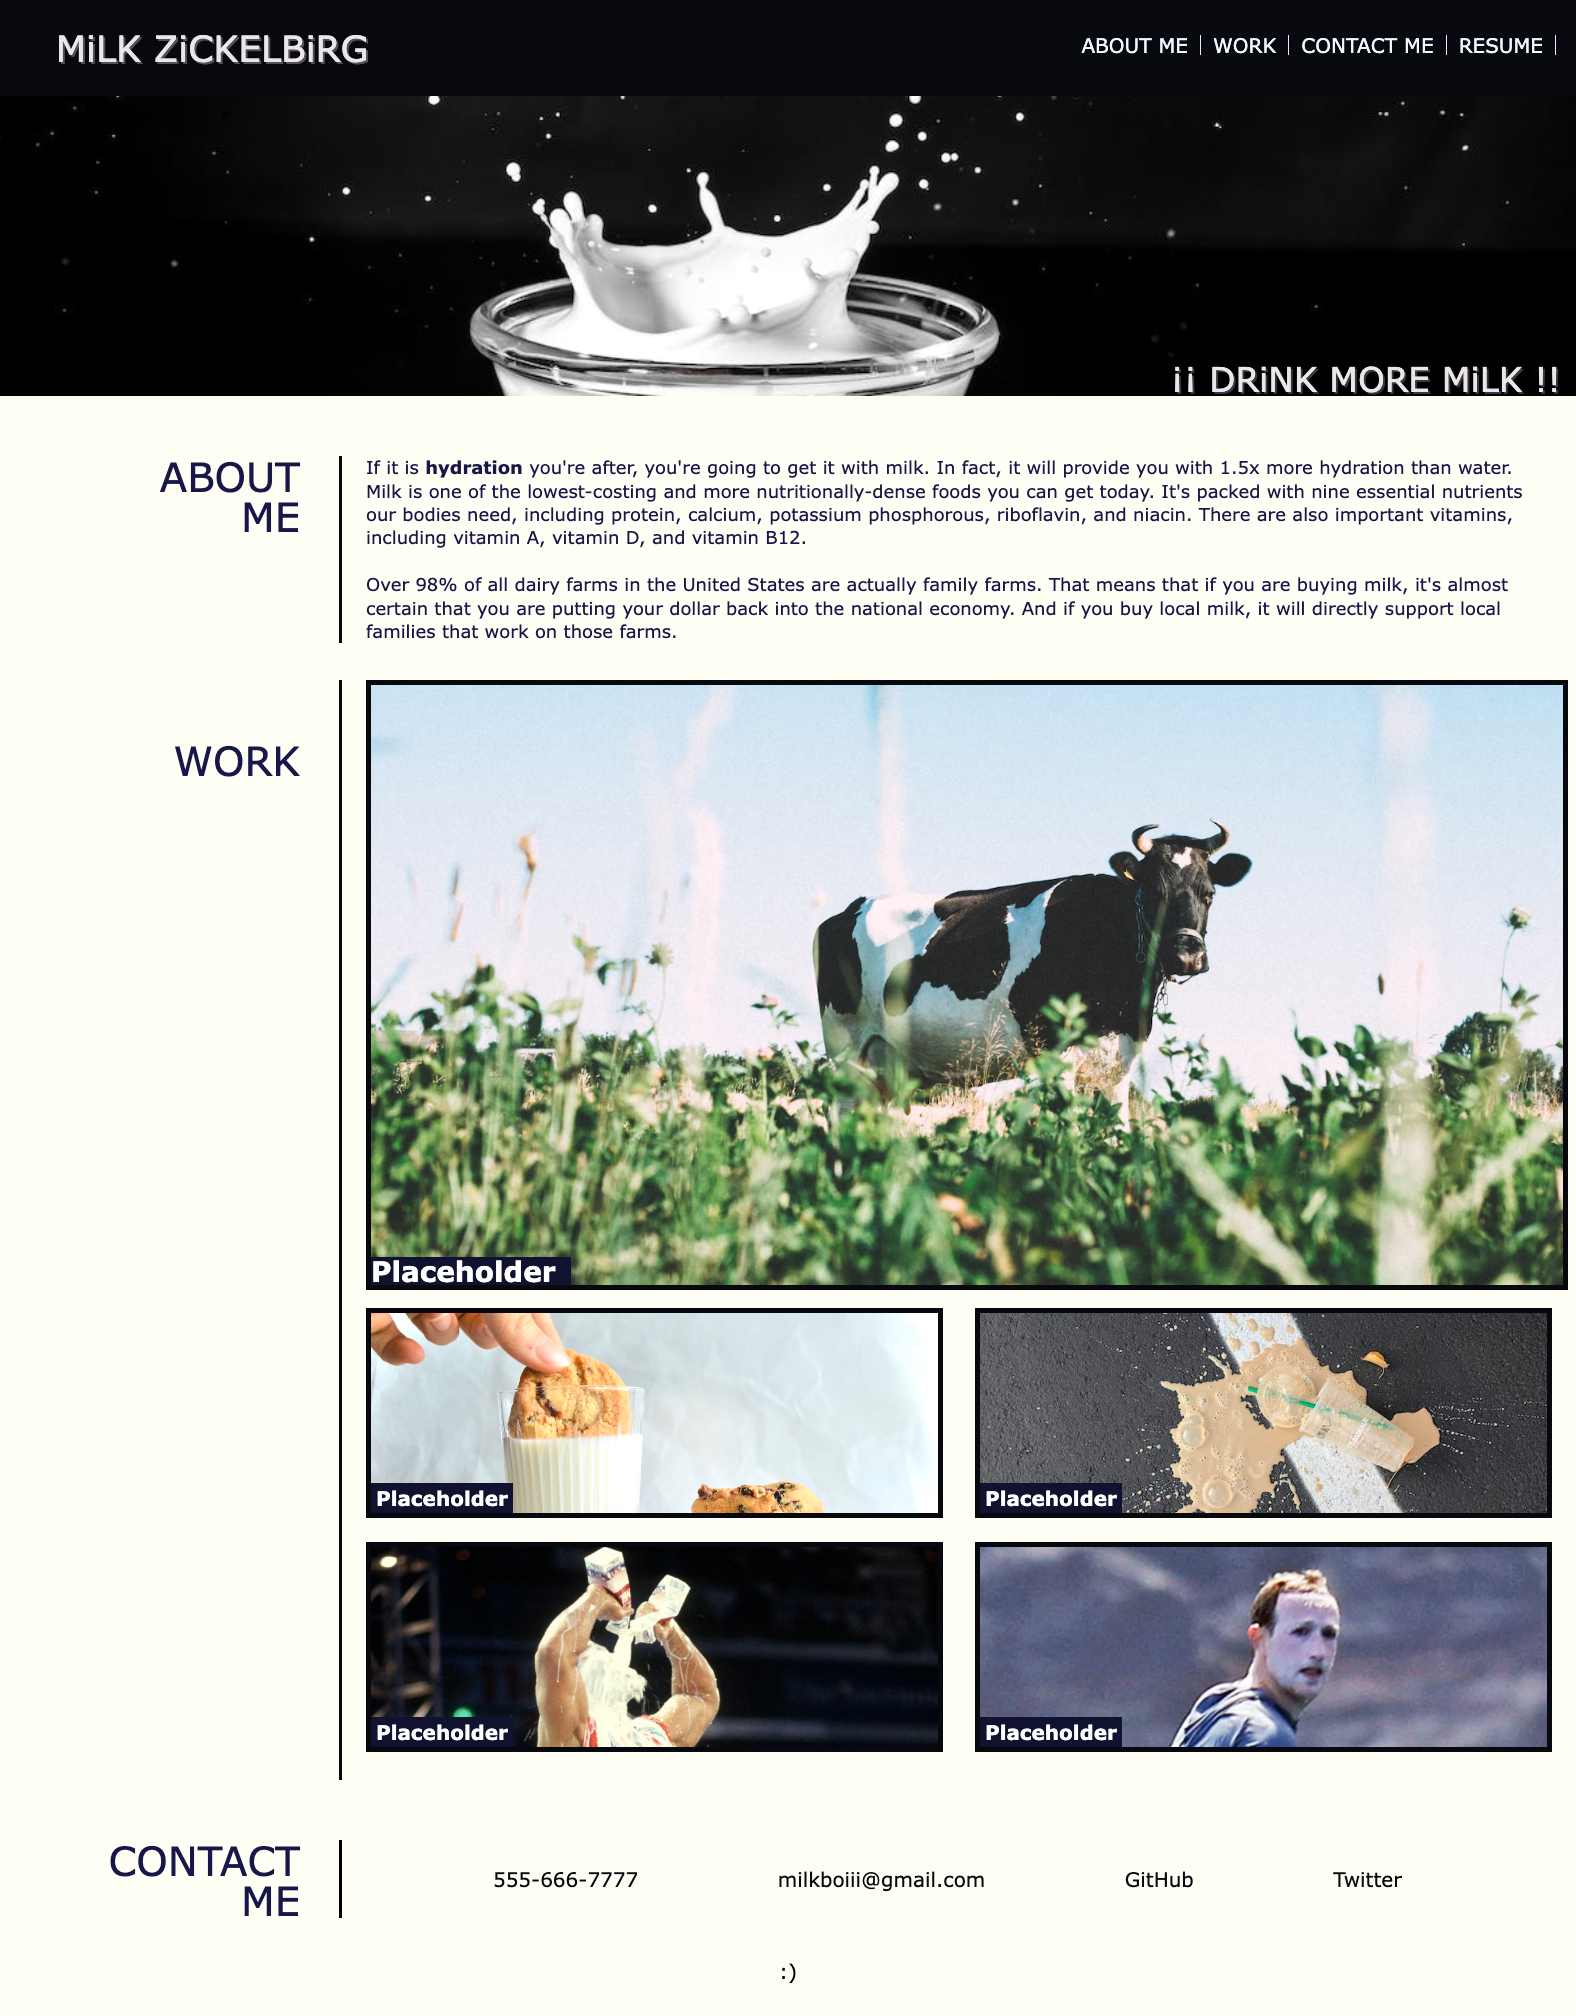 MiLK ZiCKELBiRG
ABOUT ME
WORK
CONTACT ME
RESUME
¡¡ DRiNK MORE MiLK !!
ABOUT
ME
If it is hydration you're after, you're going to get it with milk. In fact, it will provide you with 1.5x more hydration than water.
Milk is one of the lowest-costing and more nutritionally-dense foods you can get today. It's packed with nine essential nutrients
our bodies need, including protein, calcium, potassium phosphorous, riboflavin, and niacin. There are also important vitamins,
including vitamin A, vitamin D, and vitamin B12.
Over 98% of all dairy farms in the United States are actually family farms. That means that if you are buying milk, it's almost
certain that you are putting your dollar back into the national economy. And if you buy local milk, it will directly support local
families that work on those farms.
WORK
Placeholder
Placeholder
Placeholder
Placeholder
Placeholder
CONTACT
ME
555-666-7777
milkboiii@gmail.com
GitHub
Twitter
:)